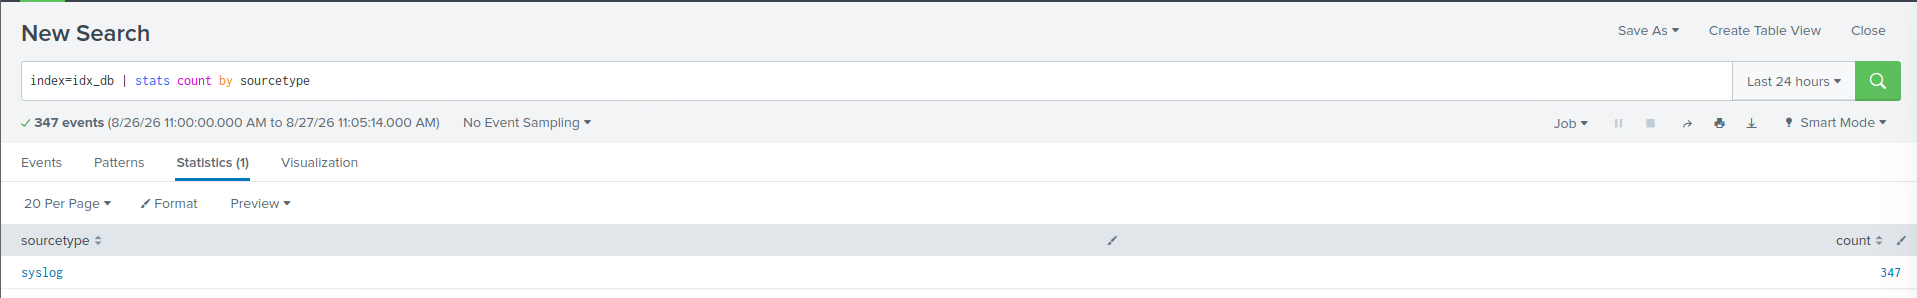 New Search
Save As Create Table View Close
index=idx_db | stats count by sourcetype
Last 24 hours
347 events (8/26/26 11:00:00.000 AM to 8/27/26 11:05:14.000 AM) No Event Sampling
Job Smart Mode
Events Patterns Statistics (1) Visualization
20 Per Page Format Preview
sourcetype count
syslog 347